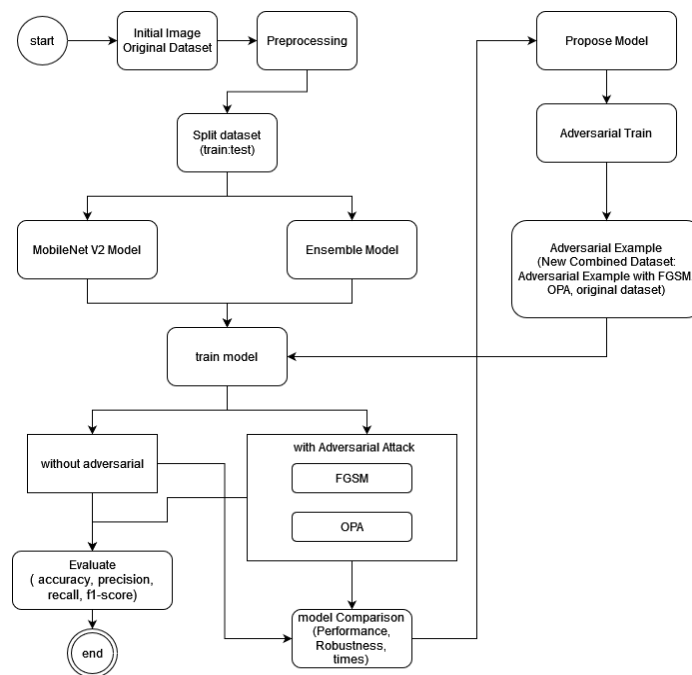 start
Initial Image
Original Dataset
Preprocessing
Propose Model
Split dataset
(train:test)
Adversarial Train
MobileNet V2 Model
Ensemble Model
Adversarial Example
(New Combined Dataset:
Adversarial Example with FGSM
OPA, original dataset)
train model
without adversarial
with Adversarial Attack
FGSM
OPA
Evaluate
( accuracy, precision,
recall, f1-score)
model Comparison
(Performance,
Robustness,
times)
end